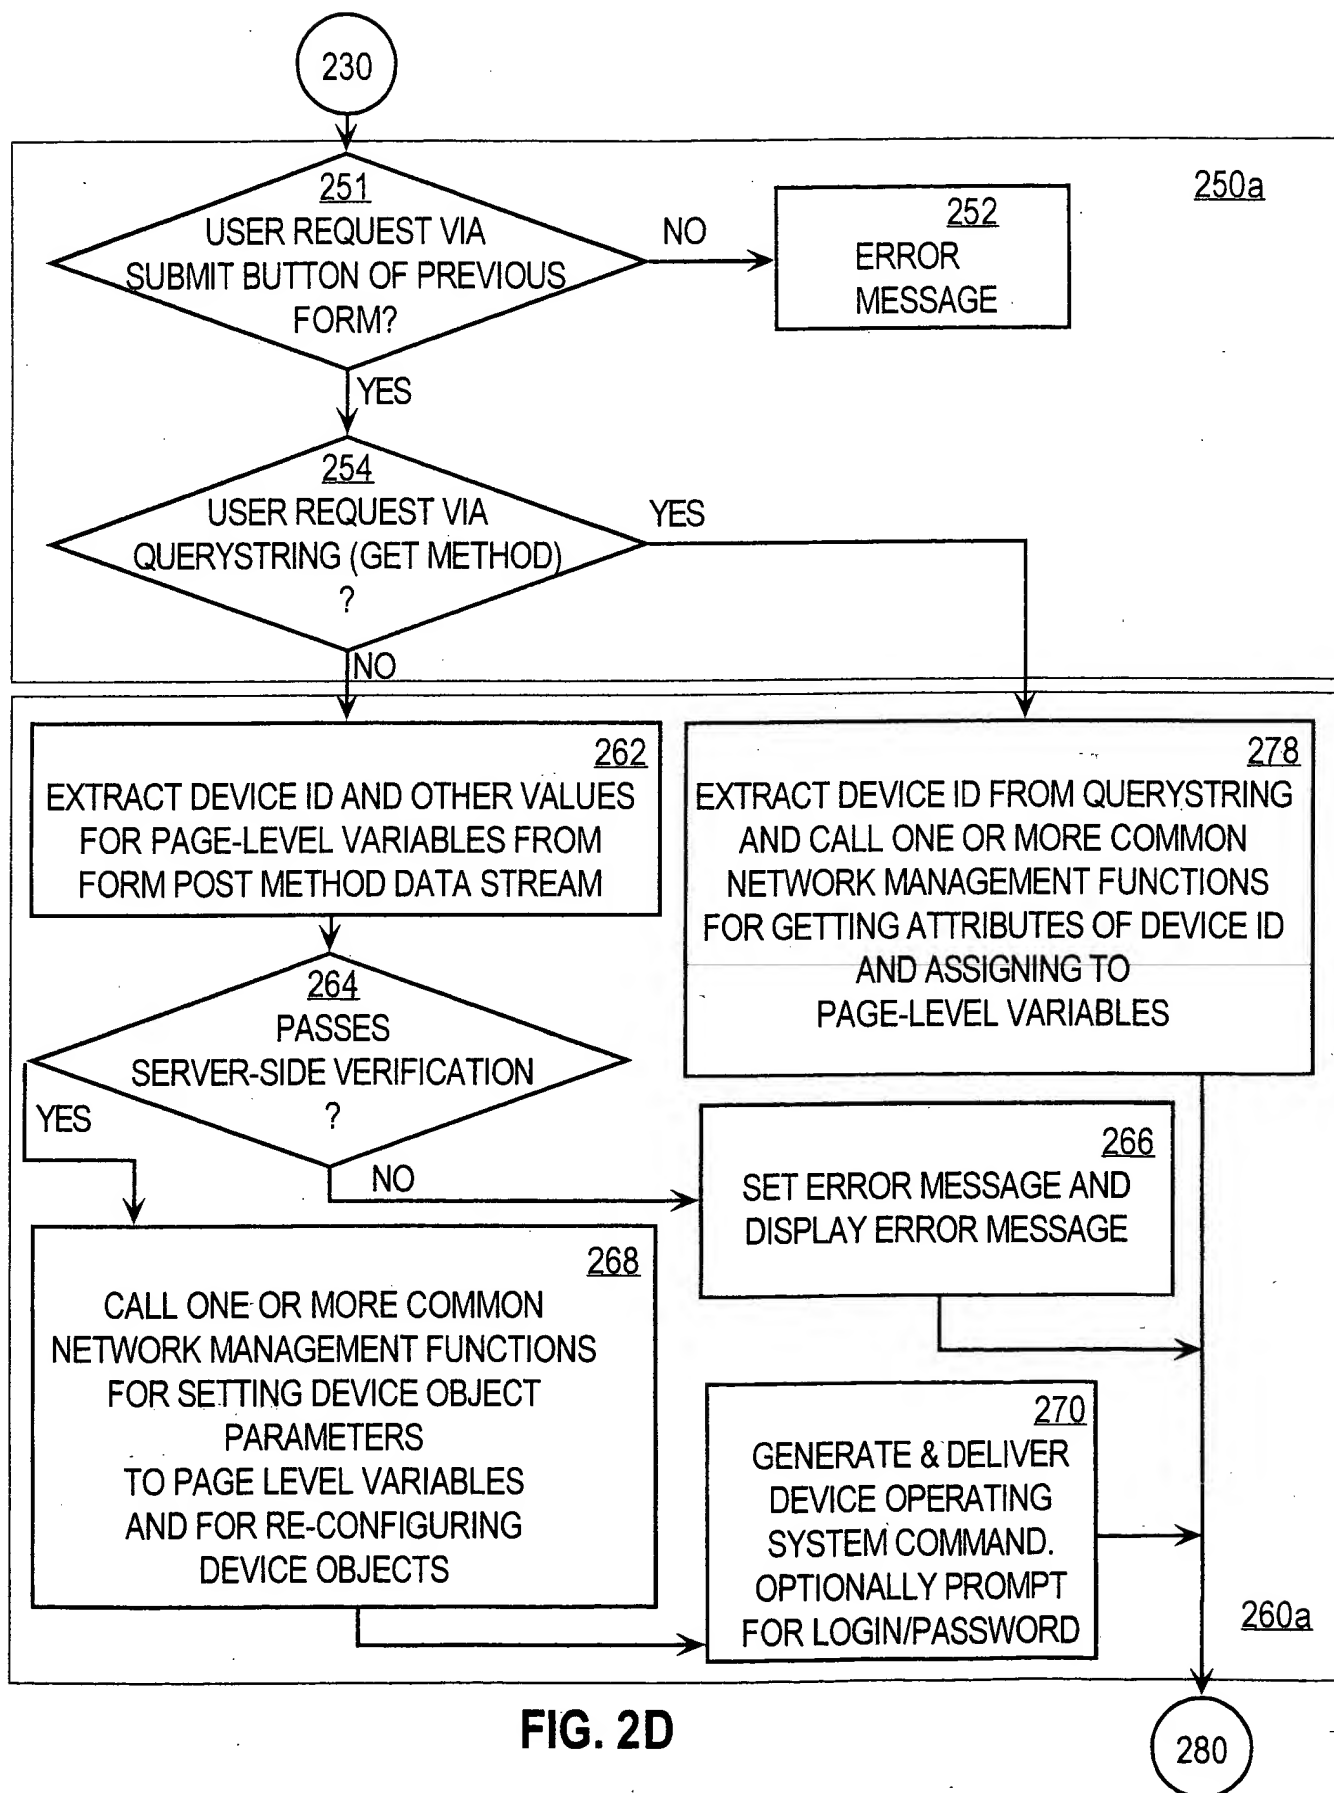 230
250a
251
USER REQUEST VIA
SUBMIT BUTTON OF PREVIOUS
FORM?
NO
252
ERROR
MESSAGE
YES
254
USER REQUEST VIA
QUERYSTRING (GET METHOD)
?
YES
NO
262
EXTRACT DEVICE ID AND OTHER VALUES
FOR PAGE-LEVEL VARIABLES FROM
FORM POST METHOD DATA STREAM
278
EXTRACT DEVICE ID FROM QUERYSTRING
AND CALL ONE OR MORE COMMON
NETWORK MANAGEMENT FUNCTIONS
FOR GETTING ATTRIBUTES OF DEVICE ID
AND ASSIGNING TO
PAGE-LEVEL VARIABLES
264
PASSES
SERVER-SIDE VERIFICATION
?
YES
NO
266
SET ERROR MESSAGE AND
DISPLAY ERROR MESSAGE
268
CALL ONE OR MORE COMMON
NETWORK MANAGEMENT FUNCTIONS
FOR SETTING DEVICE OBJECT
PARAMETERS
TO PAGE LEVEL VARIABLES
AND FOR RE-CONFIGURING
DEVICE OBJECTS
270
GENERATE & DELIVER
DEVICE OPERATING
SYSTEM COMMAND.
OPTIONALLY PROMPT
FOR LOGIN/PASSWORD
260a
FIG. 2D
280